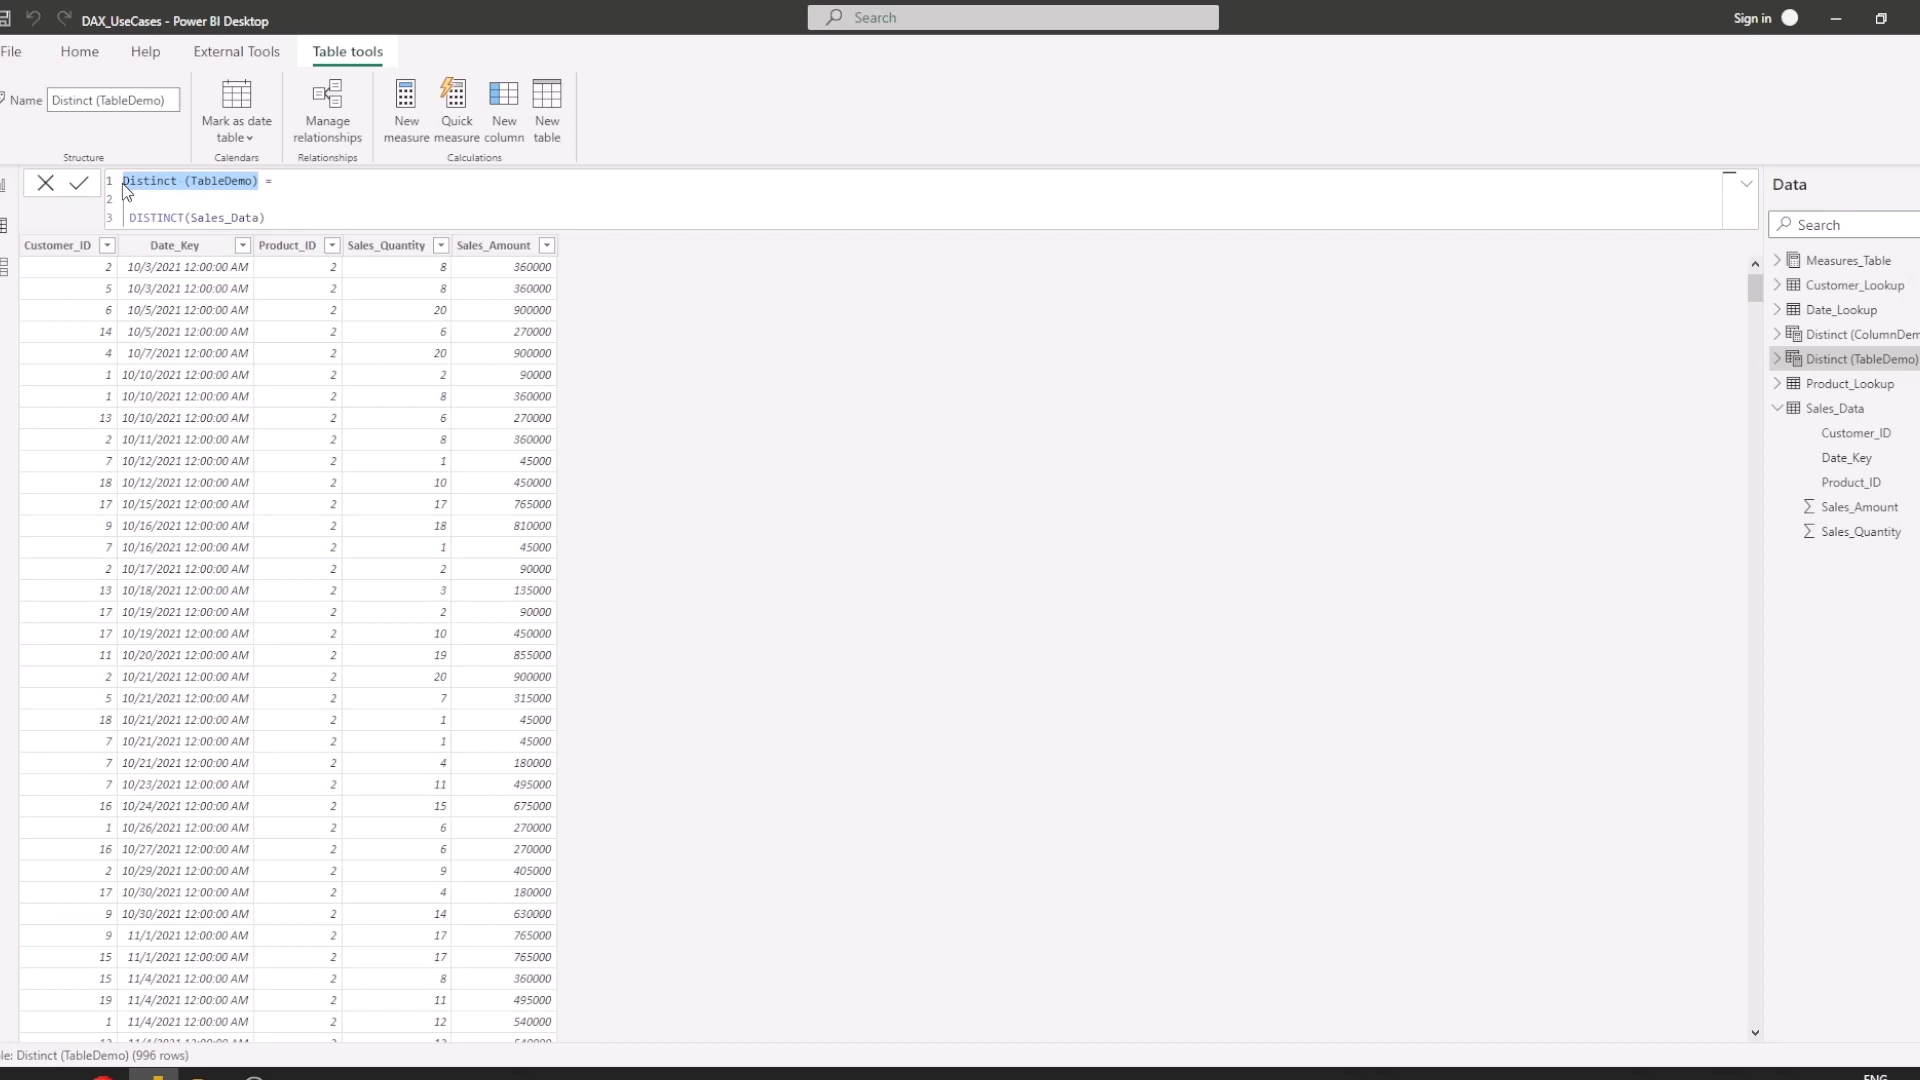 DAX_UseCases - Power BI Desktop
Search
Sign in
File Home Help External Tools Table tools
Name Distinct (TableDemo)
Mark as date table
Manage relationships
New measure
Quick measure
New column
New table
Structure Calendars Relationships Calculations
1 Distinct (TableDemo) =
2
3 DISTINCT(Sales_Data)
Data
Search
Measures_Table
Customer_Lookup
Date_Lookup
Distinct (ColumnDem
Distinct (TableDemo)
Product_Lookup
Sales_Data
Customer_ID
Date_Key
Product_ID
Sales_Amount
Sales_Quantity
Customer_ID Date_Key Product_ID Sales_Quantity Sales_Amount
2 10/3/2021 12:00:00 AM 2 8 360000
5 10/3/2021 12:00:00 AM 2 8 360000
6 10/5/2021 12:00:00 AM 2 20 900000
14 10/5/2021 12:00:00 AM 2 6 270000
4 10/7/2021 12:00:00 AM 2 20 900000
1 10/10/2021 12:00:00 AM 2 2 90000
1 10/10/2021 12:00:00 AM 2 8 360000
13 10/10/2021 12:00:00 AM 2 6 270000
2 10/11/2021 12:00:00 AM 2 8 360000
7 10/12/2021 12:00:00 AM 2 1 45000
18 10/12/2021 12:00:00 AM 2 10 450000
17 10/15/2021 12:00:00 AM 2 17 765000
9 10/16/2021 12:00:00 AM 2 18 810000
7 10/16/2021 12:00:00 AM 2 1 45000
2 10/17/2021 12:00:00 AM 2 2 90000
13 10/18/2021 12:00:00 AM 2 3 135000
17 10/19/2021 12:00:00 AM 2 2 90000
17 10/19/2021 12:00:00 AM 2 10 450000
11 10/20/2021 12:00:00 AM 2 19 855000
2 10/21/2021 12:00:00 AM 2 20 900000
5 10/21/2021 12:00:00 AM 2 7 315000
18 10/21/2021 12:00:00 AM 2 1 45000
7 10/21/2021 12:00:00 AM 2 1 45000
7 10/21/2021 12:00:00 AM 2 4 180000
7 10/23/2021 12:00:00 AM 2 11 495000
16 10/24/2021 12:00:00 AM 2 15 675000
1 10/26/2021 12:00:00 AM 2 6 270000
16 10/27/2021 12:00:00 AM 2 6 270000
2 10/29/2021 12:00:00 AM 2 9 405000
17 10/30/2021 12:00:00 AM 2 4 180000
9 10/30/2021 12:00:00 AM 2 14 630000
9 11/1/2021 12:00:00 AM 2 17 765000
15 11/1/2021 12:00:00 AM 2 17 765000
15 11/4/2021 12:00:00 AM 2 8 360000
19 11/4/2021 12:00:00 AM 2 11 495000
1 11/4/2021 12:00:00 AM 2 12 540000
le: Distinct (TableDemo) (996 rows)